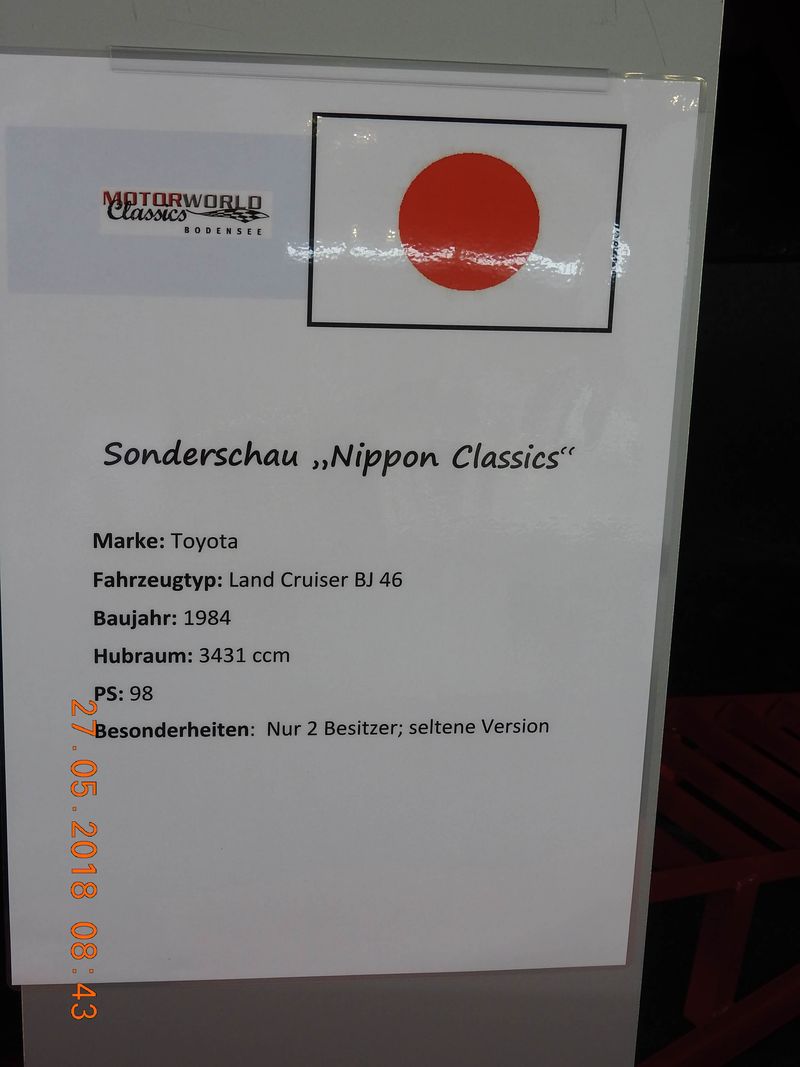 MOTORWORLD
Classics
BODENSEE
Sonderschau „Nippon Classics“
Marke: Toyota
Fahrzeugtyp: Land Cruiser BJ 46
Baujahr: 1984
Hubraum: 3431 ccm
PS: 98
Besonderheiten:  Nur 2 Besitzer; seltene Version
27.05.2018 08:43